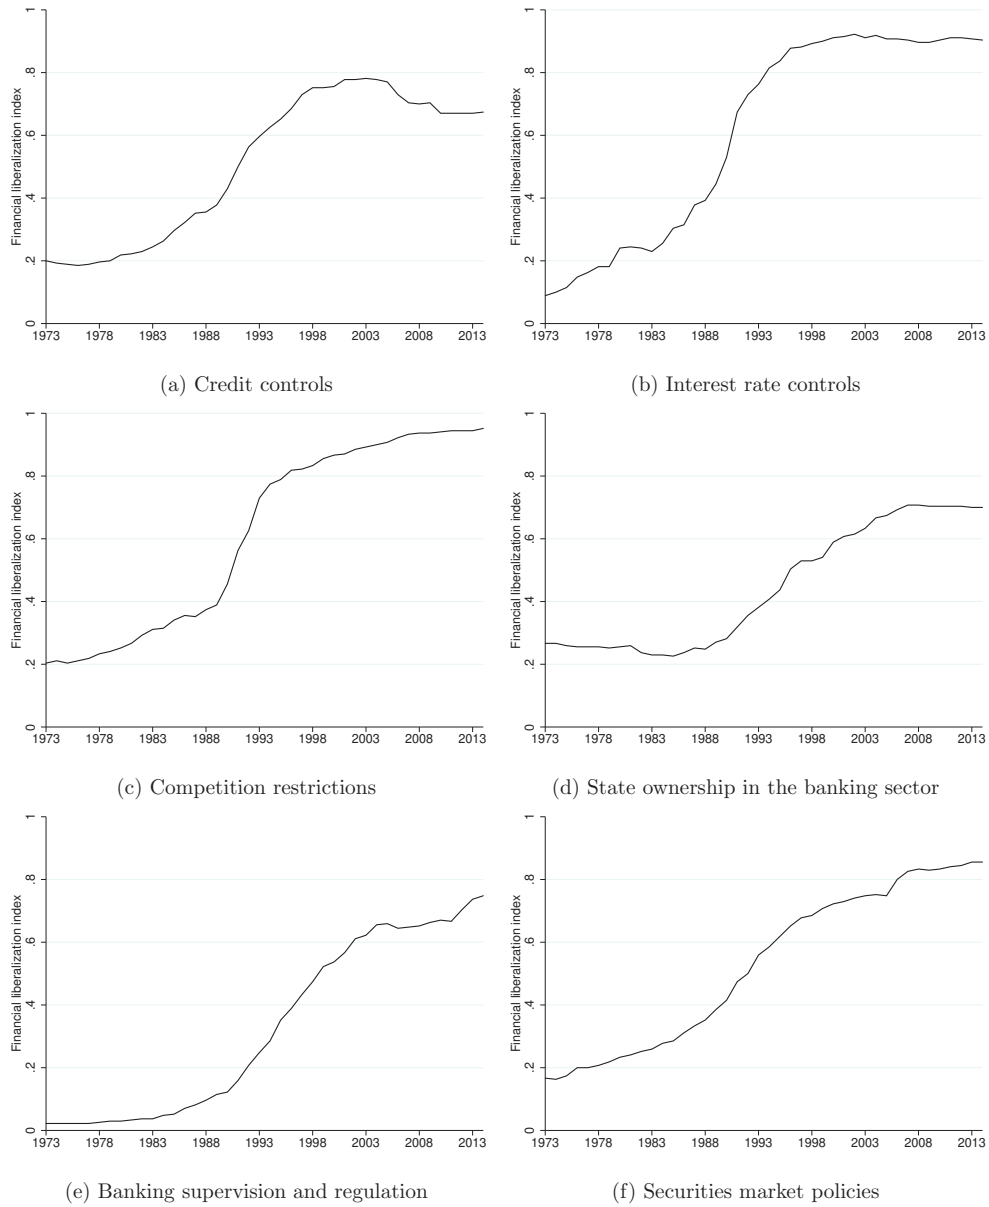 Financial liberalization index
1
.8
.6
.4
.2
0
1973 1978 1983 1988 1993 1998 2003 2008 2013
(a) Credit controls
Financial liberalization index
1
.8
.6
.4
.2
0
1973 1978 1983 1988 1993 1998 2003 2008 2013
(b) Interest rate controls
Financial liberalization index
1
.8
.6
.4
.2
0
1973 1978 1983 1988 1993 1998 2003 2008 2013
(c) Competition restrictions
Financial liberalization index
1
.8
.6
.4
.2
0
1973 1978 1983 1988 1993 1998 2003 2008 2013
(d) State ownership in the banking sector
Financial liberalization index
1
.8
.6
.4
.2
0
1973 1978 1983 1988 1993 1998 2003 2008 2013
(e) Banking supervision and regulation
Financial liberalization index
1
.8
.6
.4
.2
0
1973 1978 1983 1988 1993 1998 2003 2008 2013
(f) Securities market policies